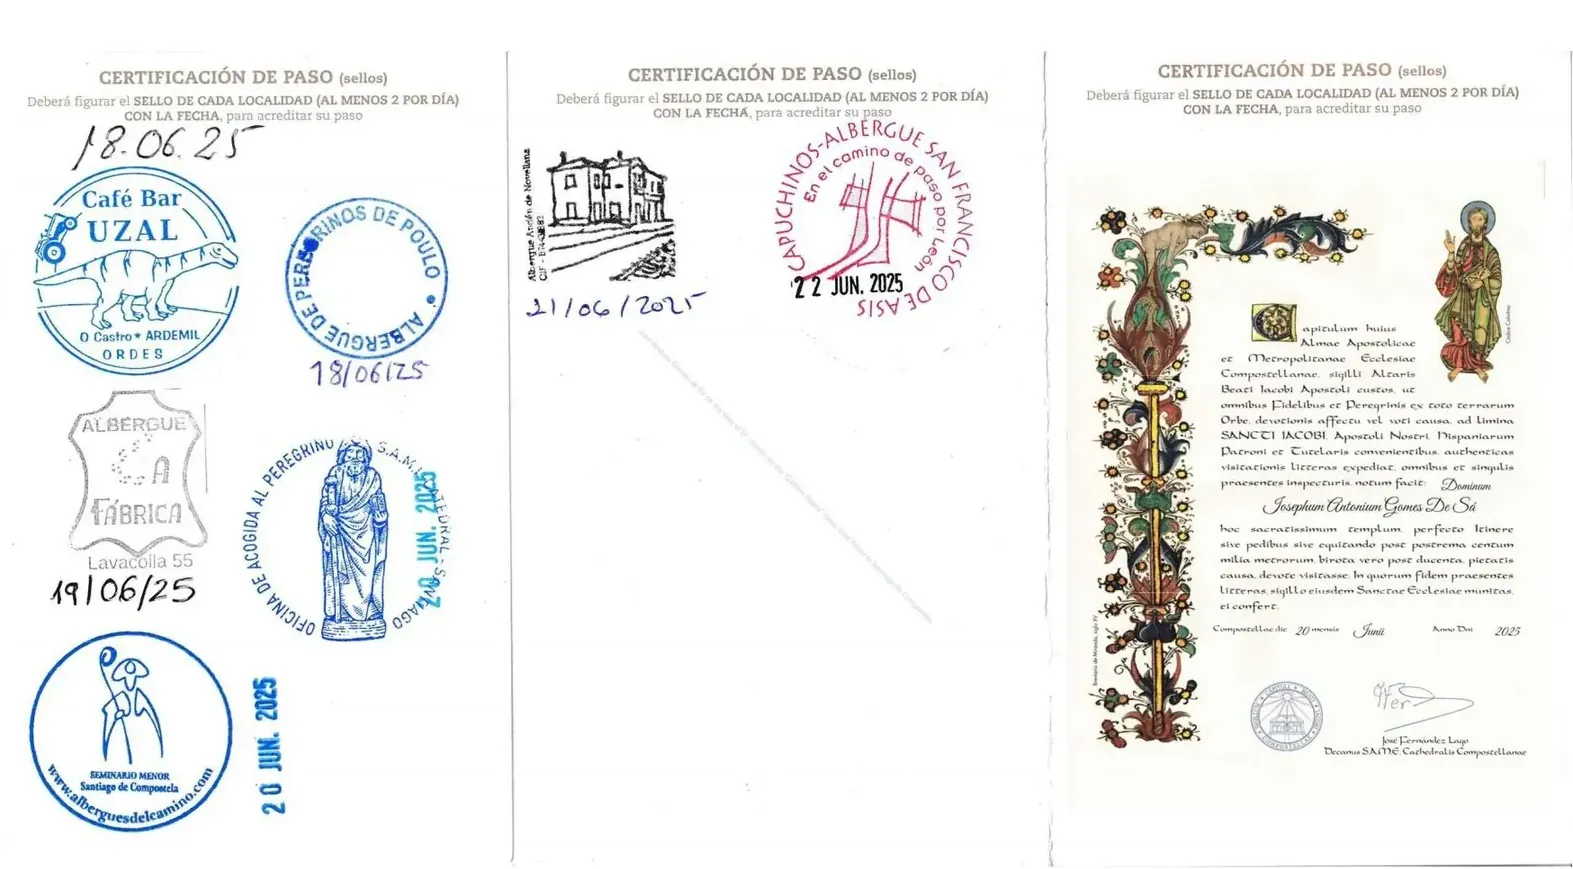 CERTIFICACIÓN DE PASO (sellos)
Deberá figurar el SELLO DE CADA LOCALIDAD (AL MENOS 2 POR DÍA)
CON LA FECHA, para acreditar su paso
18.06.25
Café Bar
UZAL
O Castro * ARDEMIL
ORDES
ALBERGUE DE PEREGRINOS DE POULO
18/06/25
ALBERGUE
LA
FÁBRICA
Lavacolla 55
19/06/25
OFICINA DE ACOGIDA AL PEREGRINO
20 JUN. 2025
SEMINARIO MENOR
Santiago de Compostela
www.alberguesdelcamino.com
20 JUN. 2025
CERTIFICACIÓN DE PASO (sellos)
Deberá figurar el SELLO DE CADA LOCALIDAD (AL MENOS 2 POR DÍA)
CON LA FECHA, para acreditar su paso
Albergue
de Novellana
21/06/2025
CAPUCHINOS-ALBERGUE SAN FRANCISCO DE ASIS
En el camino de paso por León
22 JUN. 2025
CERTIFICACIÓN DE PASO (sellos)
Deberá figurar el SELLO DE CADA LOCALIDAD (AL MENOS 2 POR DÍA)
CON LA FECHA, para acreditar su paso
Capitulum huius
Almae Apostolicae
et Metropolitanae Ecclesiae
Compostellanae, sigilli Altaris
Beati Iacobi Apostoli custos, ut
omnibus Fidelibus et Peregrinis ex toto terrarum
Orbe, devotionis affectu vel voti causa, ad limina
SANCTI IACOBI, Apostoli Nostri, Hispaniarum
Patroni et Tutelaris convenientibus, authenticas
visitationis litteras expediat, omnibus et singulis
praesentes inspecturis, notum facit: Dominum
Josephum Antonium Gomes De Sá
hoc sacratissimum templum, perfecto Itinere
sive pedibus sive equitando post postrema centum
milia metrorum, birota vero post ducenta, pietatis
causa, devote visitasse. In quorum fidem praesentes
litteras, sigillo eiusdem Sanctae Ecclesiae munitas,
ei confert.
Compostellae die 20 mensis Junii Anno Dni 2025
José Fernández Lago
Decanus S.A.M.E. Cathedralis Compostellanae
Codex Calixtino
Breviario de Miranda, siglo XV